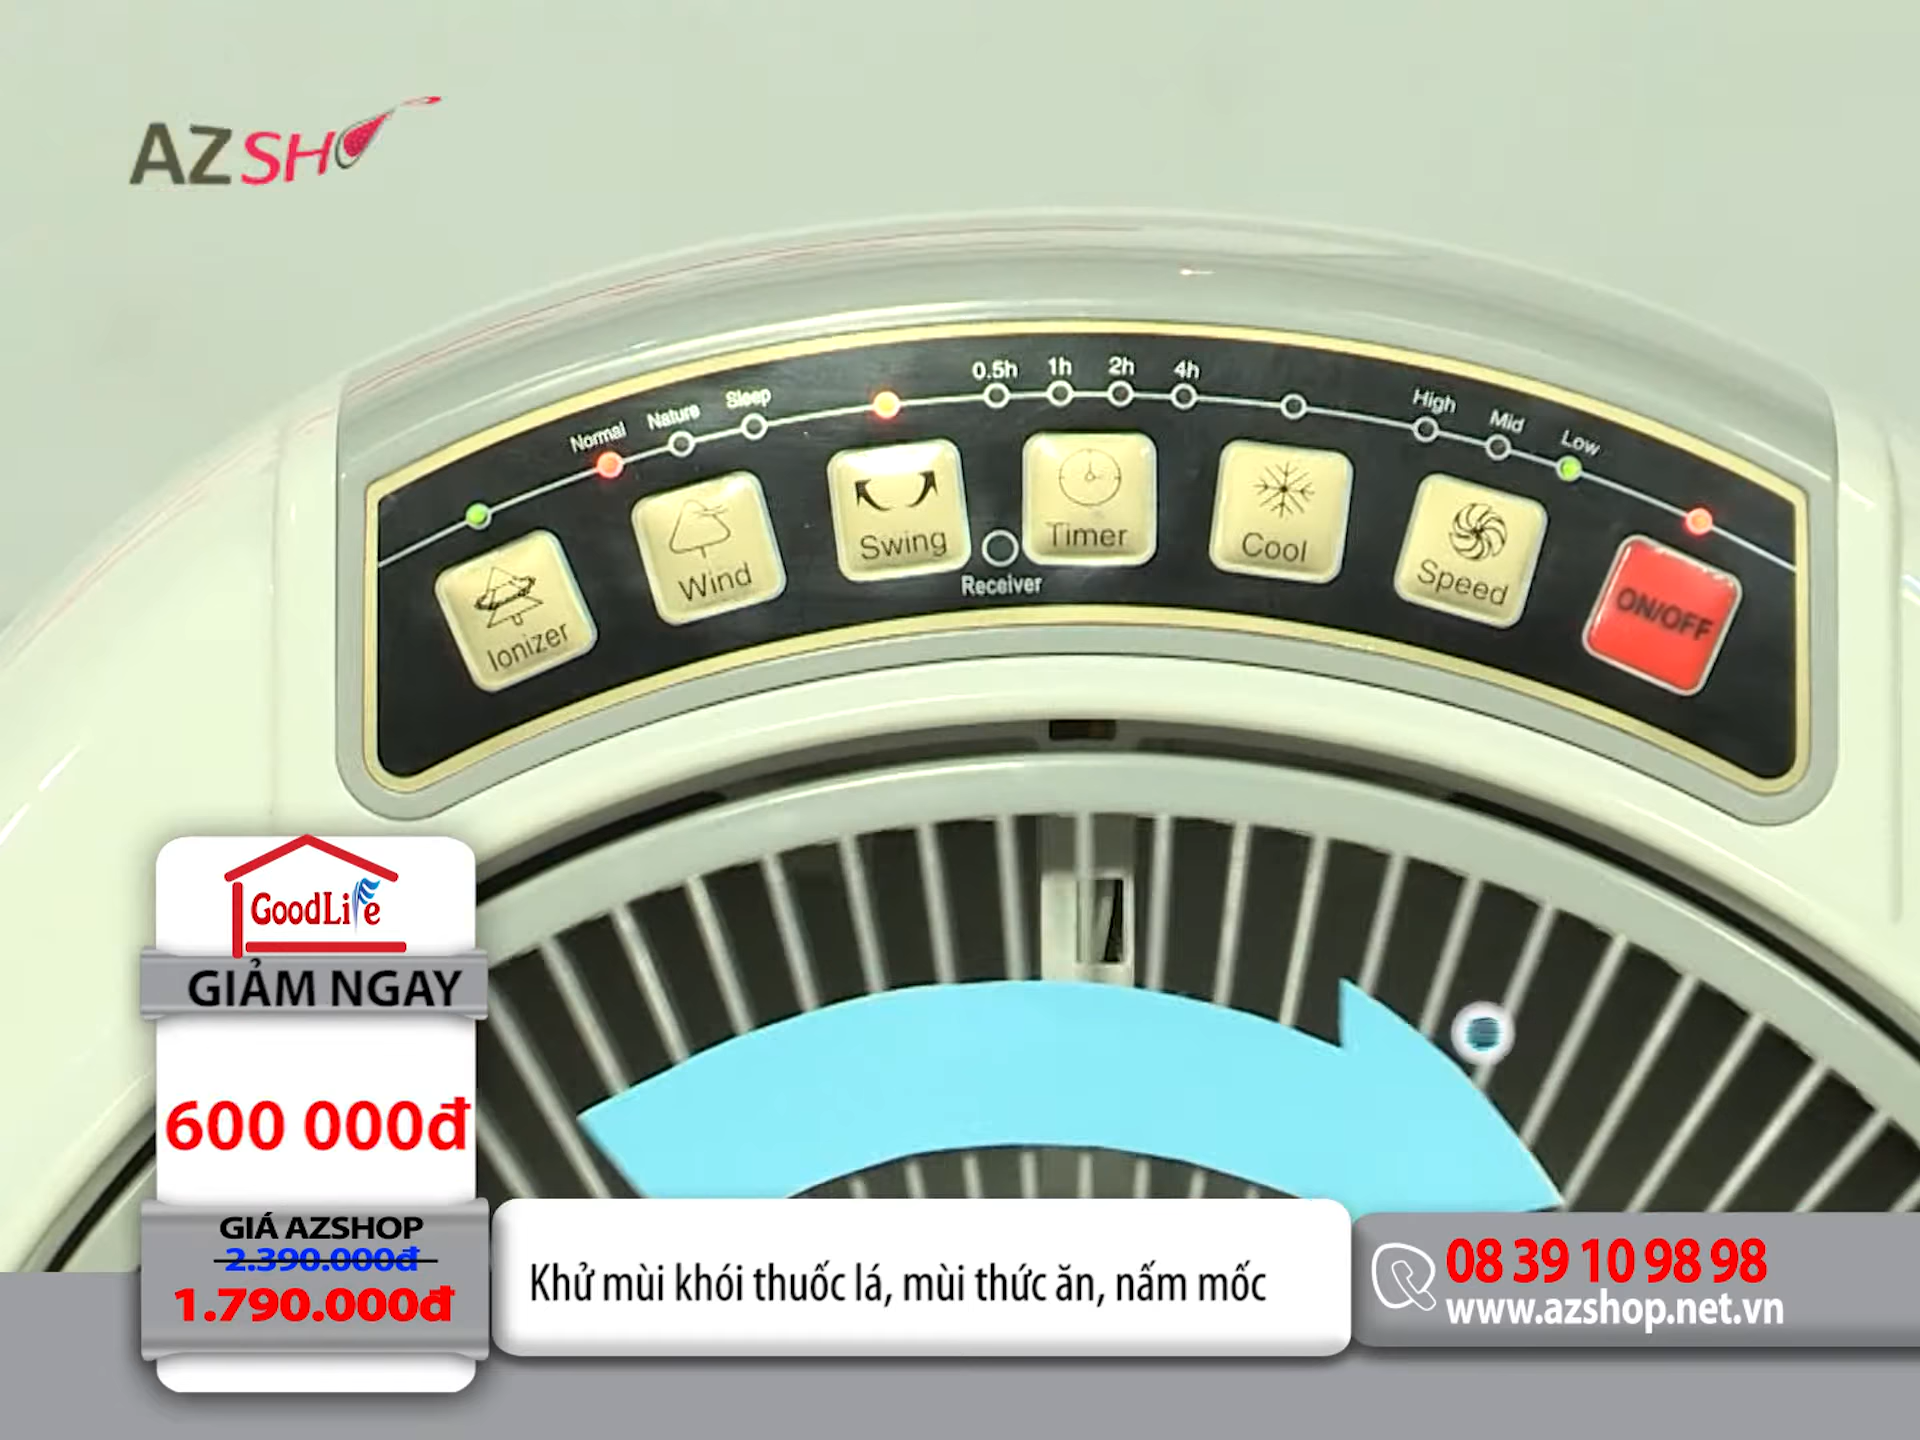 AZSH
0.5h 1h 2h 4h
Normal Nature Sleep
High Mid Low
Ionizer Wind Swing Timer Cool Speed ON/OFF
Receiver
GoodLife
GIẢM NGAY
600 000đ
GIÁ AZSHOP
2.390.000đ
1.790.000đ
Khử mùi khói thuốc lá, mùi thức ăn, nấm mốc
08 39 10 98 98
www.azshop.net.vn